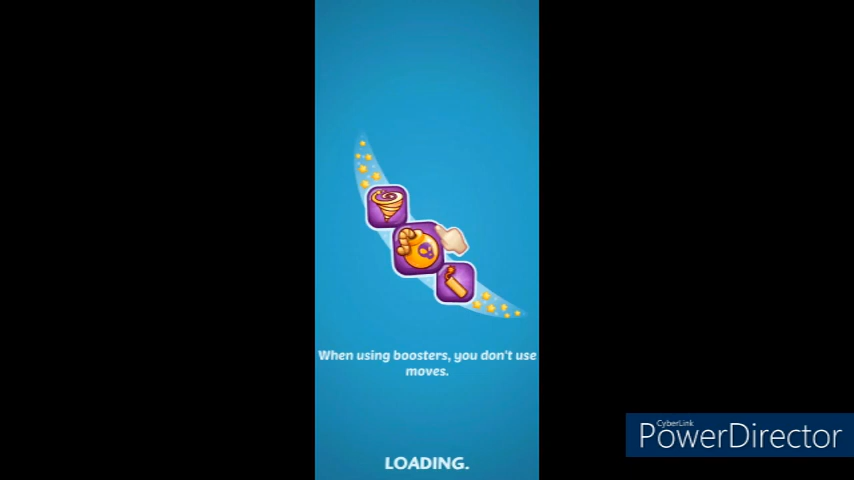 When using boosters, you don't use
moves.
LOADING.
CyberLink
PowerDirector